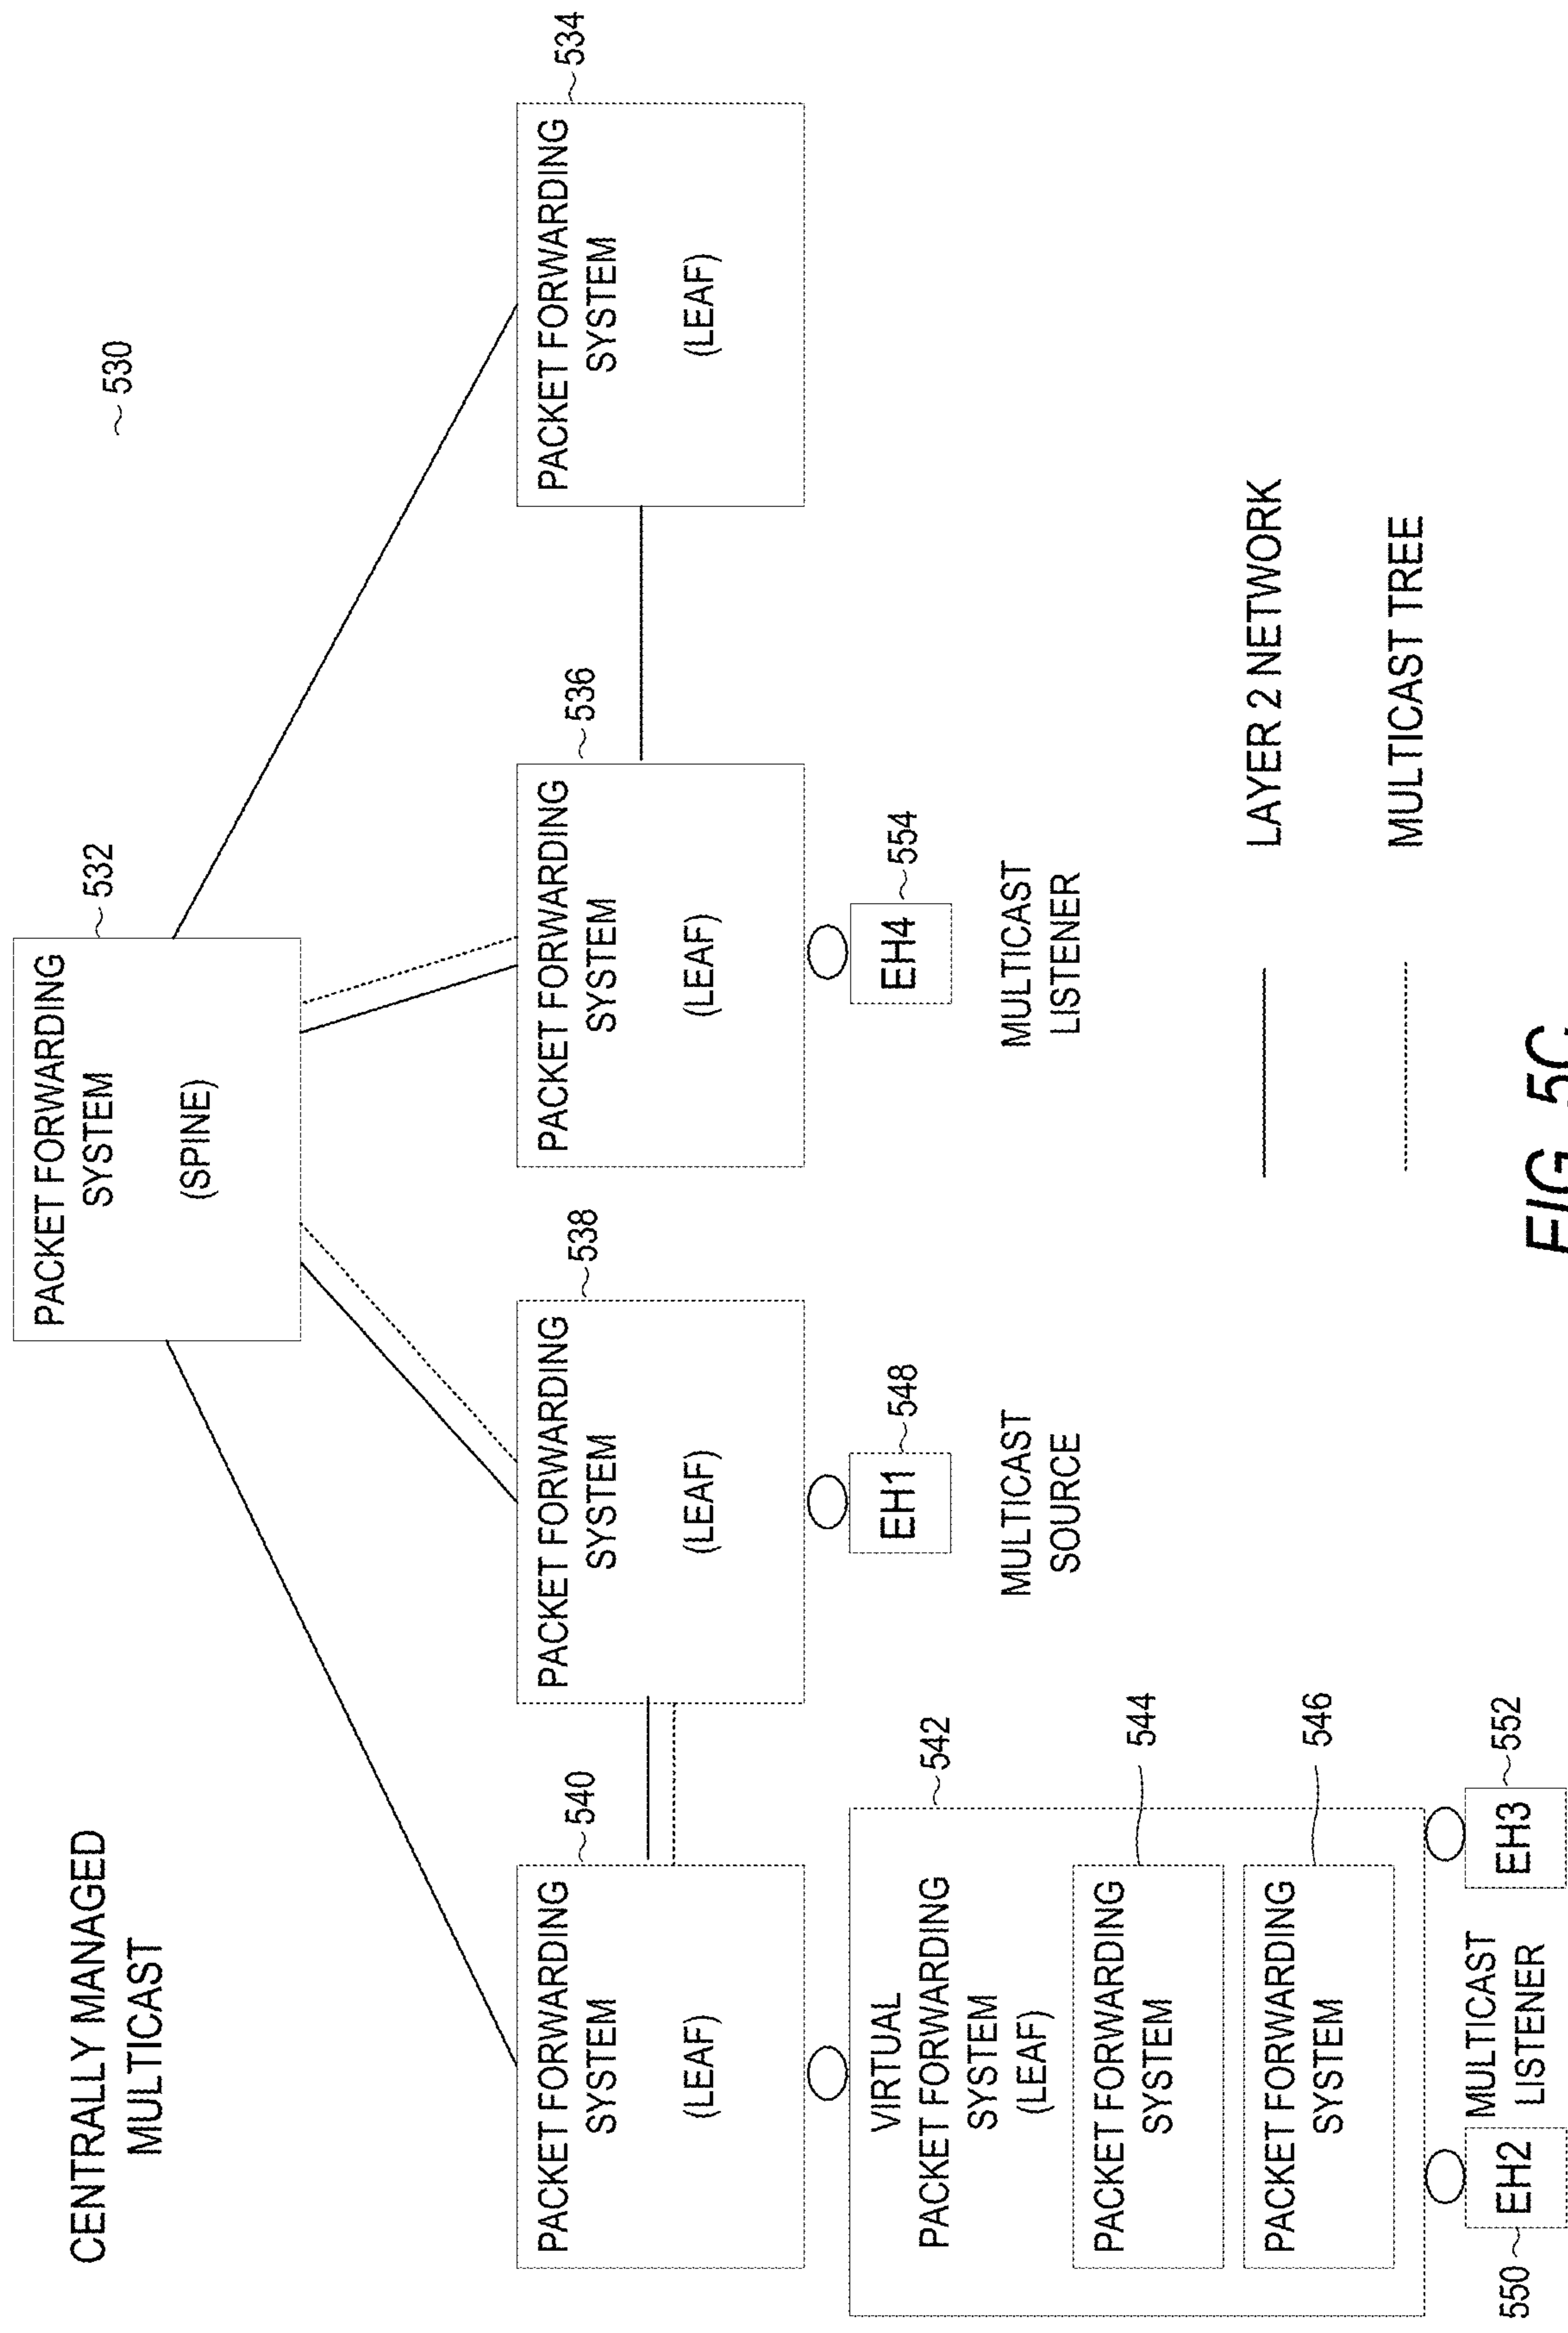 CENTRALLY MANAGED
MULTICAST
~ 530
PACKET FORWARDING
SYSTEM
(SPINE)
532
PACKET FORWARDING
SYSTEM
(LEAF)
540
PACKET FORWARDING
SYSTEM
(LEAF)
538
PACKET FORWARDING
SYSTEM
(LEAF)
536
PACKET FORWARDING
SYSTEM
(LEAF)
534
VIRTUAL
PACKET FORWARDING
SYSTEM
(LEAF)
542
PACKET FORWARDING
SYSTEM
544
PACKET FORWARDING
SYSTEM
546
EH1
548
MULTICAST
SOURCE
EH4
554
MULTICAST
LISTENER
550
EH2
MULTICAST
LISTENER
EH3
552
LAYER 2 NETWORK
MULTICAST TREE
FIG. 5C